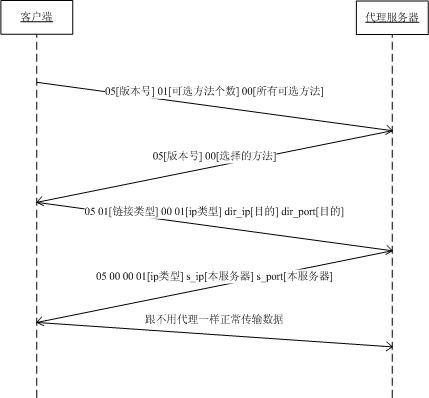 客户端
代理服务器
05[版本号] 01[可选方法个数] 00[所有可选方法]
05[版本号] 00[选择的方法]
05 01[链接类型] 00 01[ip类型] dir_ip[目的] dir_port[目的]
05 00 00 01[ip类型] s_ip[本服务器] s_port[本服务器]
跟不用代理一样正常传输数据